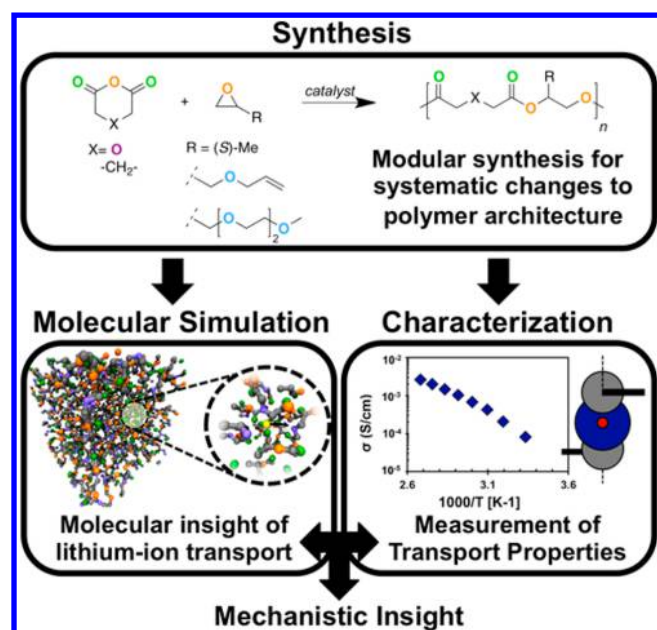 Synthesis
O O O
X
X= O
-CH2-
+
O
R
R = (S)-Me
O
O O
2
catalyst
O O R
X O O
n
Modular synthesis for
systematic changes to
polymer architecture
Molecular Simulation
Molecular insight of
lithium-ion transport
Characterization
σ (S/cm)
10-2
10-3
10-4
10-5
2.6 3.1 3.6
1000/T [K-1]
Measurement of
Transport Properties
Mechanistic Insight